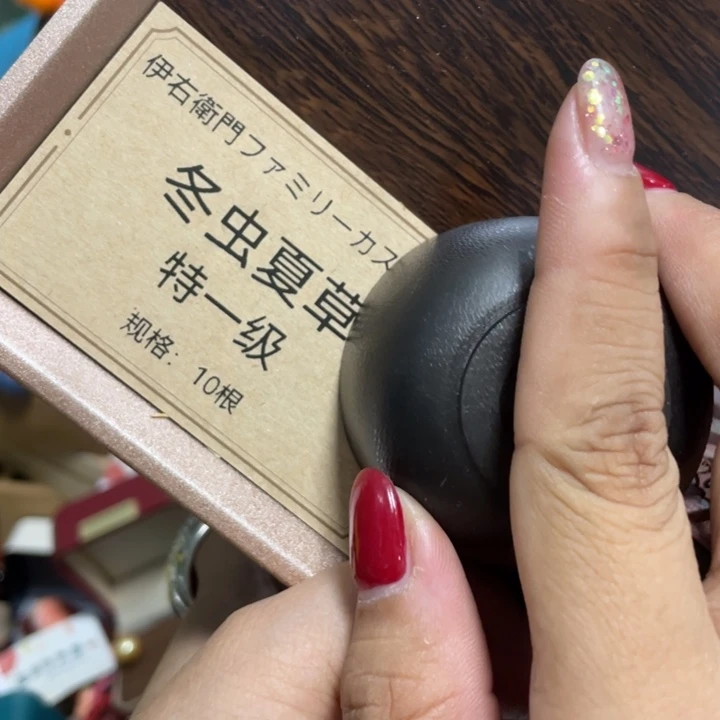 伊右衛門ファミリーカス
冬虫夏草
特一级
规格：10根